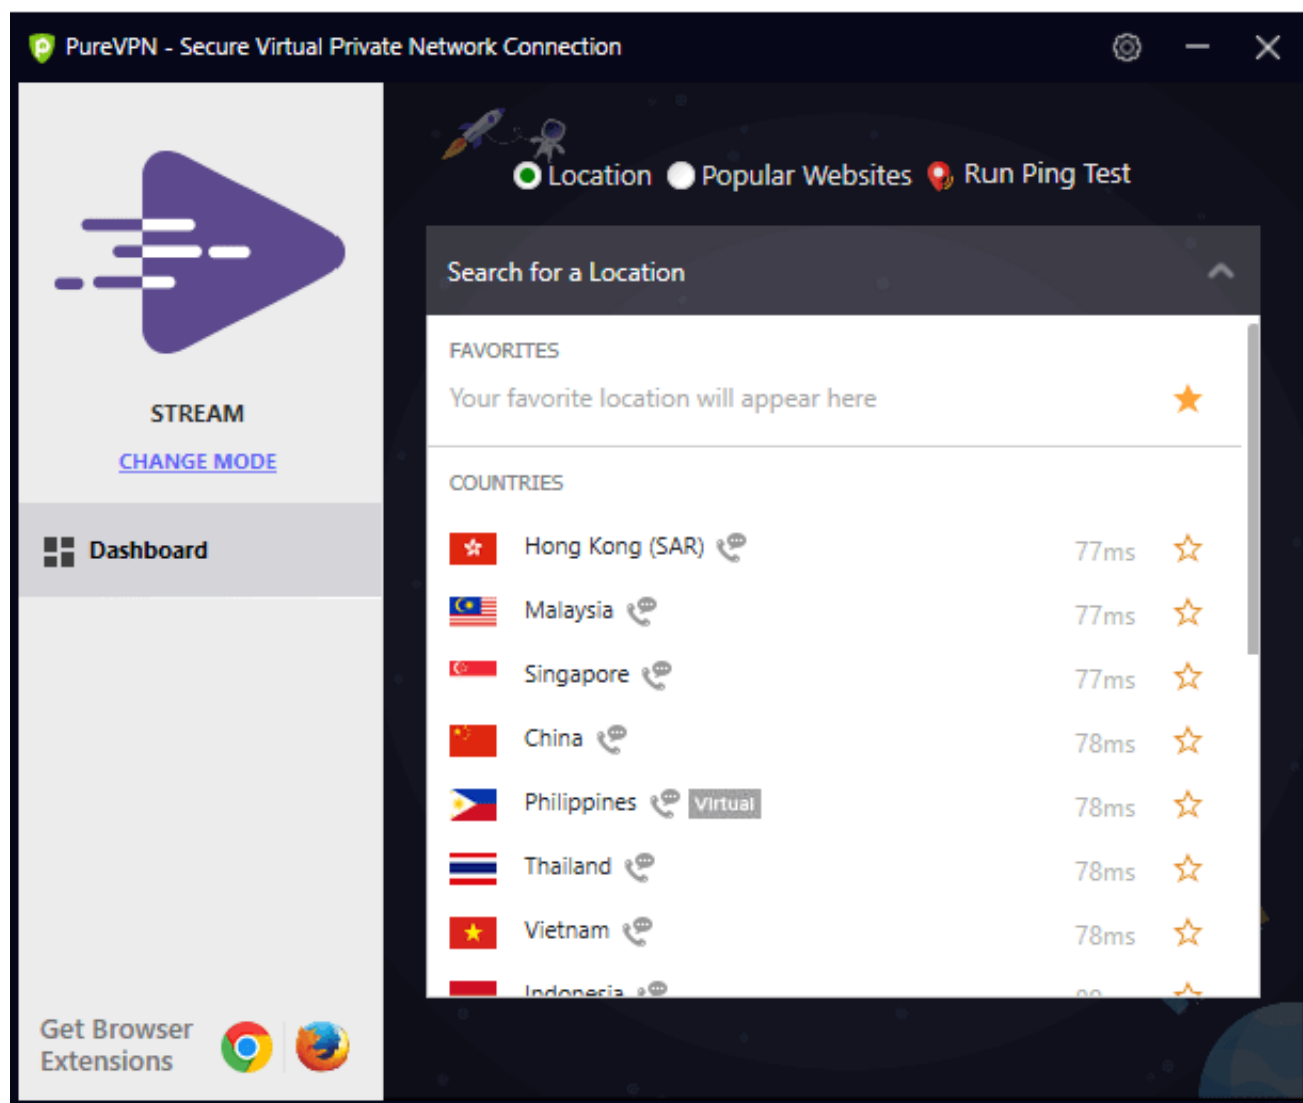 PureVPN - Secure Virtual Private Network Connection
STREAM
CHANGE MODE
Dashboard
Get Browser
Extensions
Location Popular Websites Run Ping Test
Search for a Location
FAVORITES
Your favorite location will appear here
COUNTRIES
Hong Kong (SAR) 77ms
Malaysia 77ms
Singapore 77ms
China 78ms
Philippines Virtual 78ms
Thailand 78ms
Vietnam 78ms
Indonesia